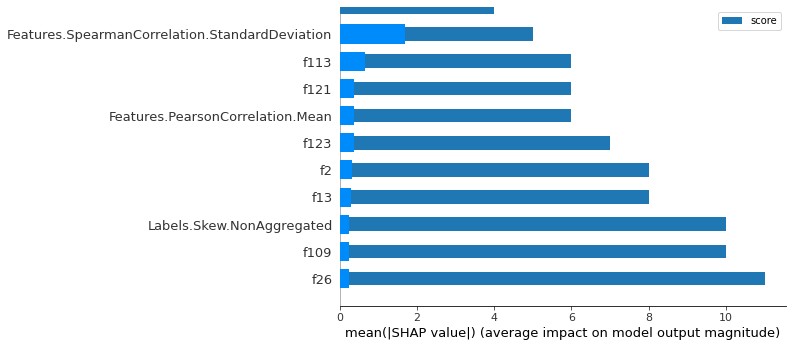 score
Features.SpearmanCorrelation.StandardDeviation
f113
f121
Features.PearsonCorrelation.Mean
f123
f2
f13
Labels.Skew.NonAggregated
f109
f26
0 2 4 6 8 10
mean(|SHAP value|) (average impact on model output magnitude)